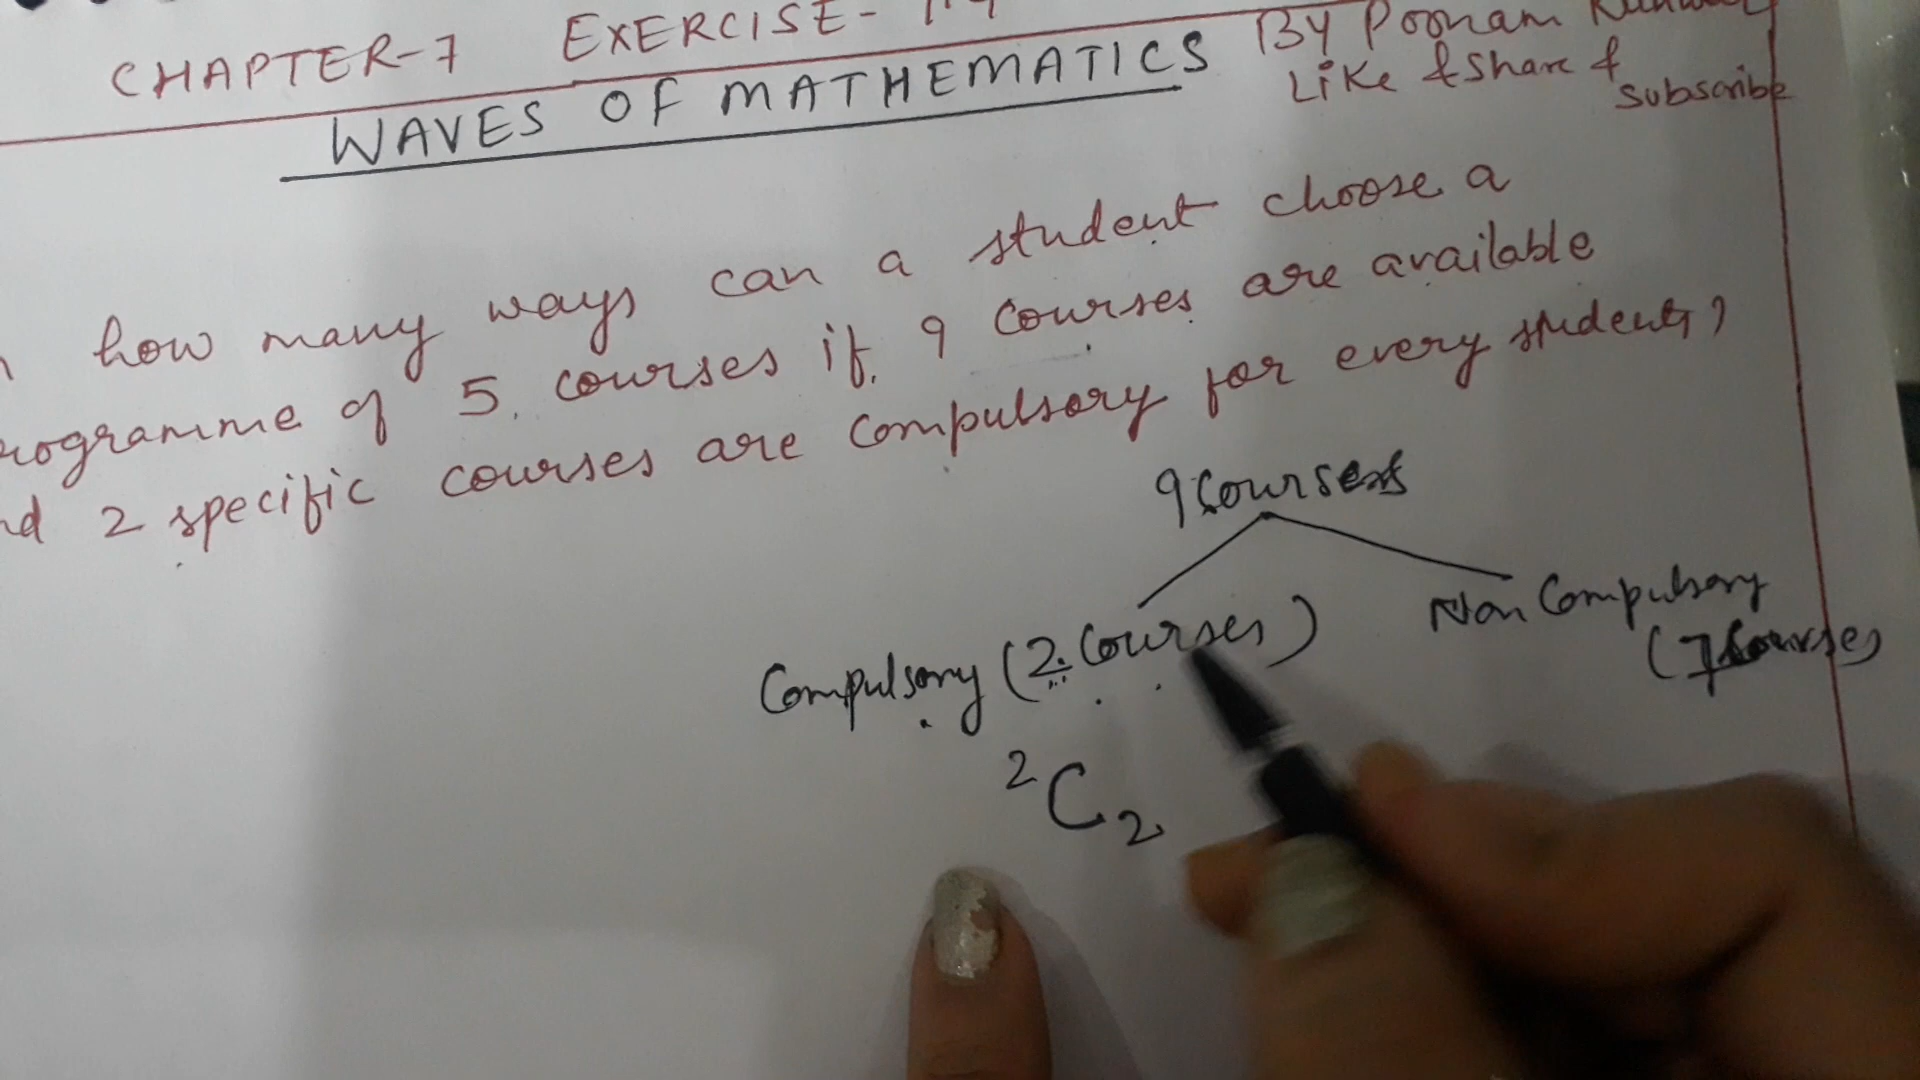 CHAPTER-7 EXERCISE-
WAVES OF MATHEMATICS By Poonam
Like & Share &
Subscribe
how many ways can a student choose a
rogramme of 5 courses if 9 courses are available
nd 2 specific courses are compulsory for every student?
9 Courses
Compulsory (2 Courses) Non Compulsory
(7 Courses
²C₂